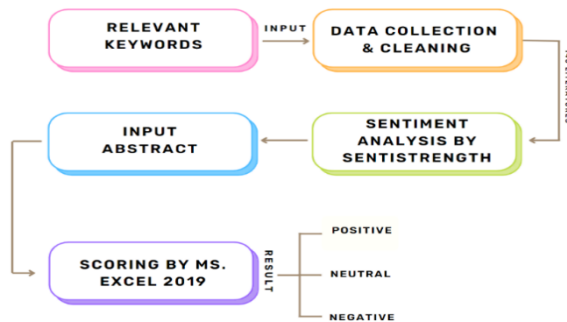 RELEVANT
KEYWORDS
INPUT
DATA COLLECTION
& CLEANING
INPUT
ABSTRACT
SENTIMENT
ANALYSIS BY
SENTISTRENGTH
SCORING BY MS.
EXCEL 2019
RESULT
POSITIVE
NEUTRAL
NEGATIVE